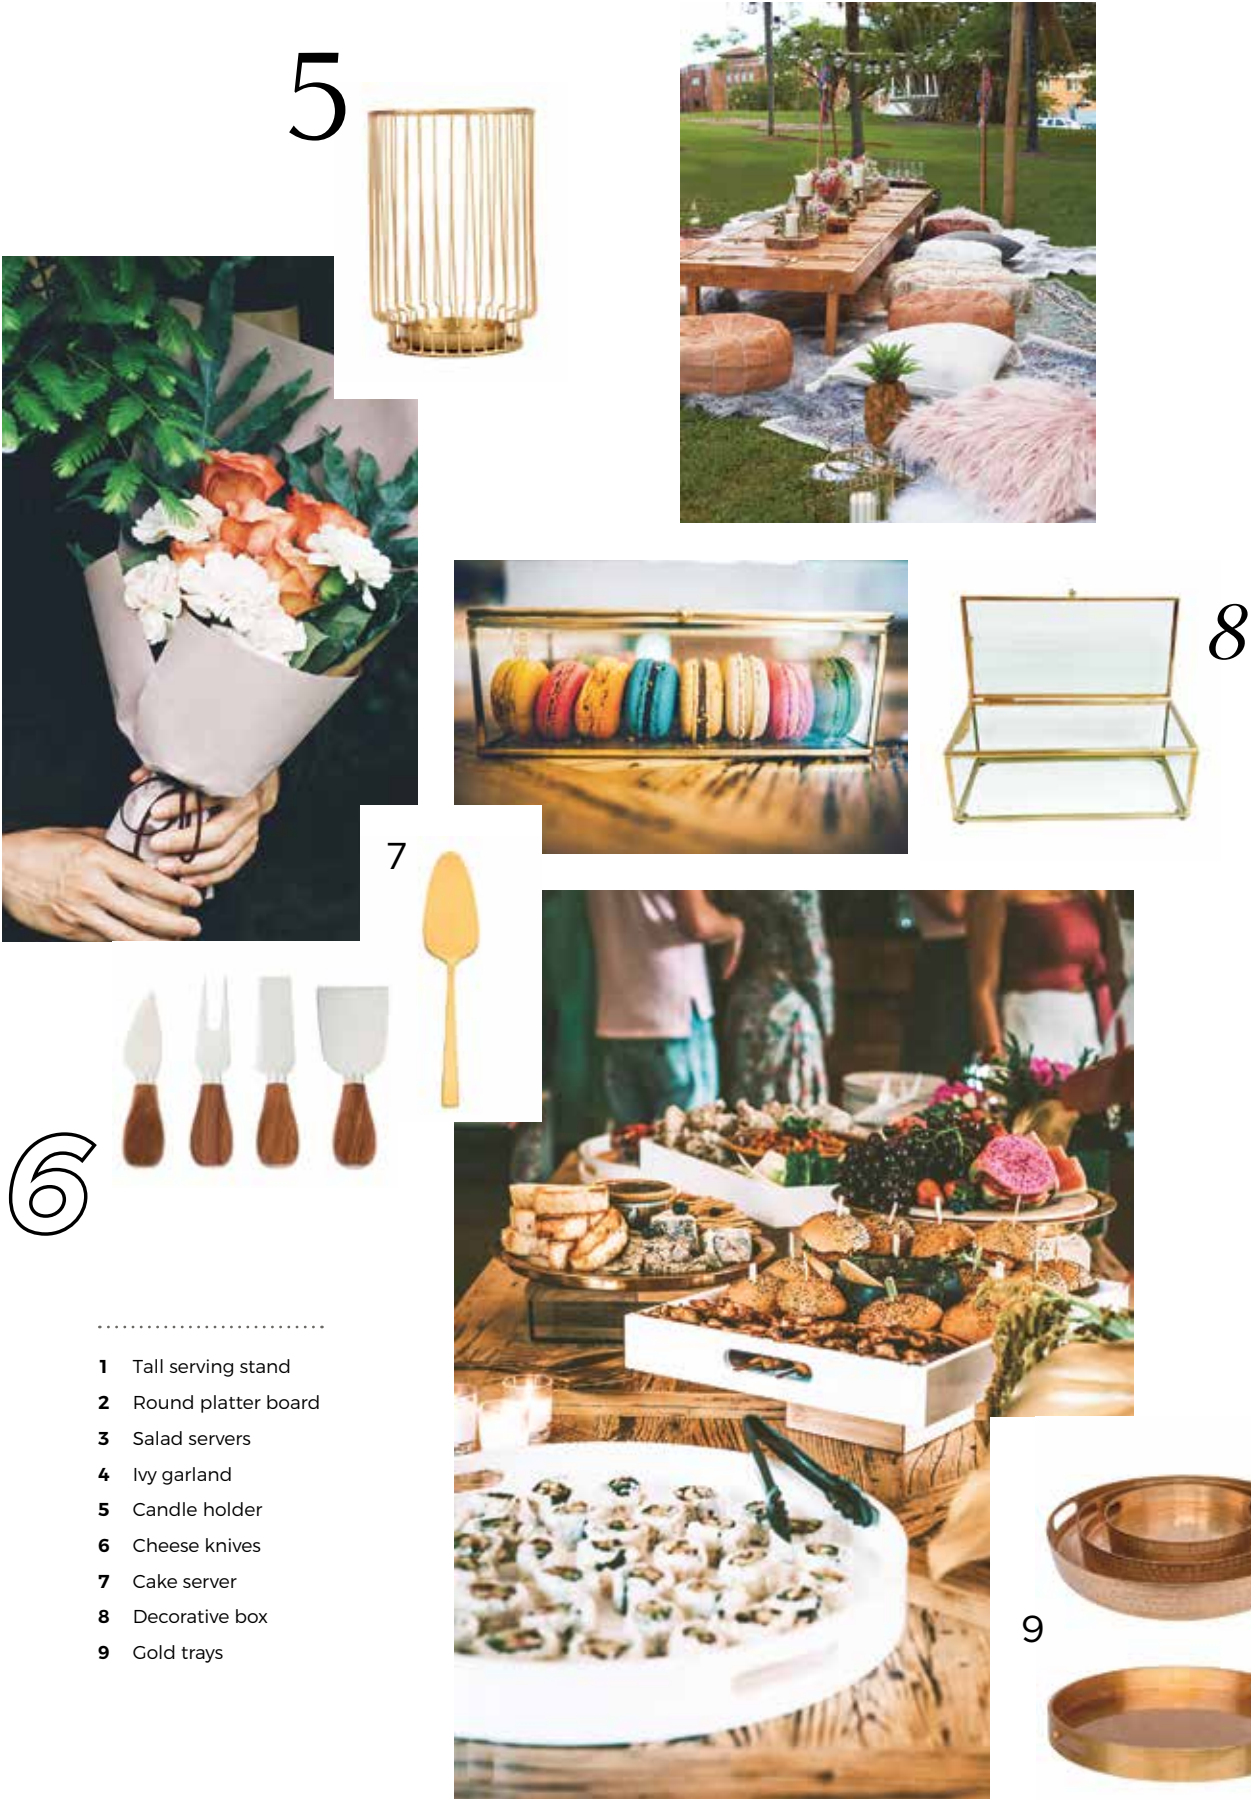 5
8
7
6
1 Tall serving stand
2 Round platter board
3 Salad servers
4 Ivy garland
5 Candle holder
6 Cheese knives
7 Cake server
8 Decorative box
9 Gold trays
9